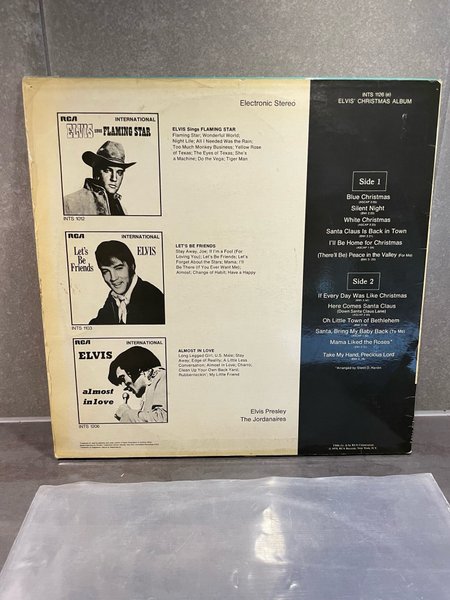 Electronic Stereo
INTS 1126 (e)
ELVIS' CHRISTMAS ALBUM
RCA INTERNATIONAL
ELVIS SINGS FLAMING STAR
INTS 1012
ELVIS Sings FLAMING STAR
Flaming Star; Wonderful World;
Night Life; All I Needed Was the Rain;
Too Much Monkey Business; Yellow Rose
of Texas; The Eyes of Texas; She's
a Machine; Do the Vega; Tiger Man
RCA INTERNATIONAL
Let's Be Friends
ELVIS
INTS 1103
LET'S BE FRIENDS
Stay Away, Joe; If I'm a Fool (For
Loving You); Let's Be Friends; Let's
Forget About the Stars; Mama; I'll
Be There (If You Ever Want Me);
Almost; Change of Habit; Have a Happy
RCA INTERNATIONAL
ELVIS
almost in love
INTS 1206
ALMOST IN LOVE
Long Legged Girl; U.S. Male; Stay
Away; Edge of Reality; A Little Less
Conversation; Almost in Love; Charro;
Clean Up Your Own Back Yard;
Rubberneckin'; My Little Friend
Elvis Presley
The Jordanaires
Side 1
Blue Christmas
Silent Night
White Christmas
Santa Claus Is Back in Town
I'll Be Home for Christmas
(There'll Be) Peace in the Valley (For Me)
Side 2
If Every Day Was Like Christmas
Here Comes Santa Claus
(Down Santa Claus Lane)
Oh Little Town of Bethlehem
Santa, Bring My Baby Back (To Me)
Mama Liked the Roses*
Take My Hand, Precious Lord